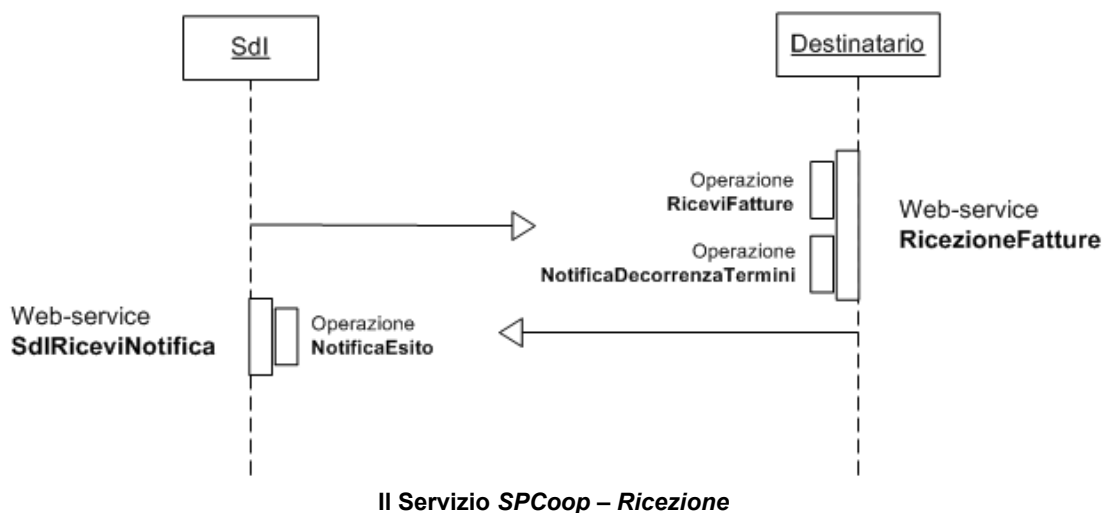 SdI
Destinatario
Operazione
RiceviFatture
Web-service
RicezioneFatture
Operazione
NotificaDecorrenzaTermini
Web-service
SdIRiceviNotifica
Operazione
NotificaEsito
Il Servizio SPCoop – Ricezione